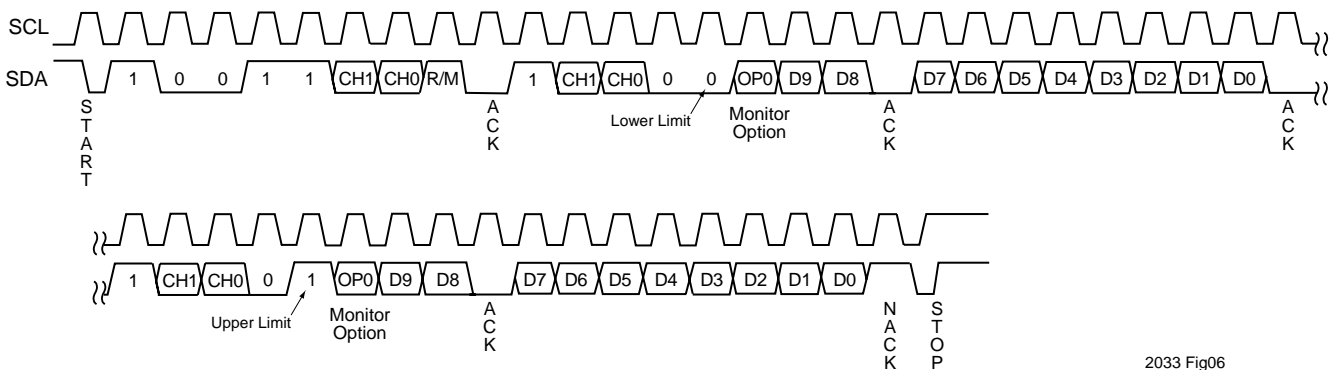 SCL
SDA 1 0 0 1 1 CH1 CH0 R/M 1 CH1 CH0 0 0 OP0 D9 D8 D7 D6 D5 D4 D3 D2 D1 D0
START
ACK
Lower Limit
Monitor
Option
ACK
ACK
1 CH1 CH0 0 1 OP0 D9 D8 D7 D6 D5 D4 D3 D2 D1 D0
Upper Limit
Monitor
Option
ACK
NACK
STOP
2033 Fig06